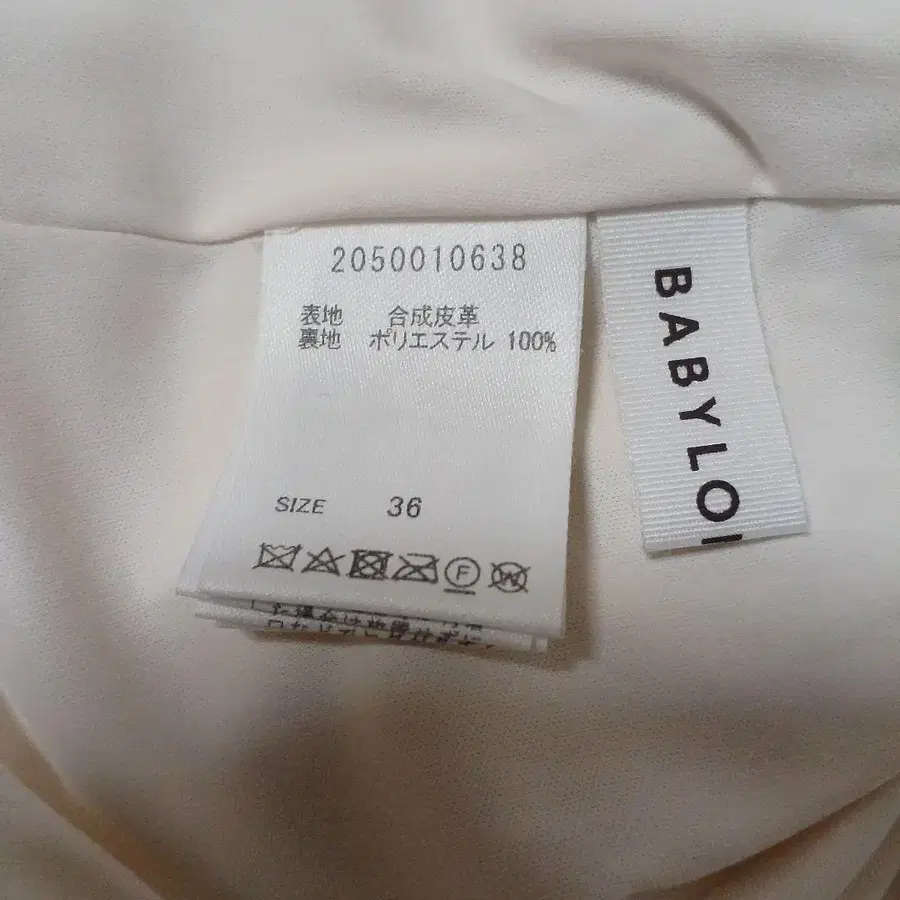 2050010638
表地 合成皮革
裏地 ポリエステル 100%
SIZE 36
F W
BABYLO